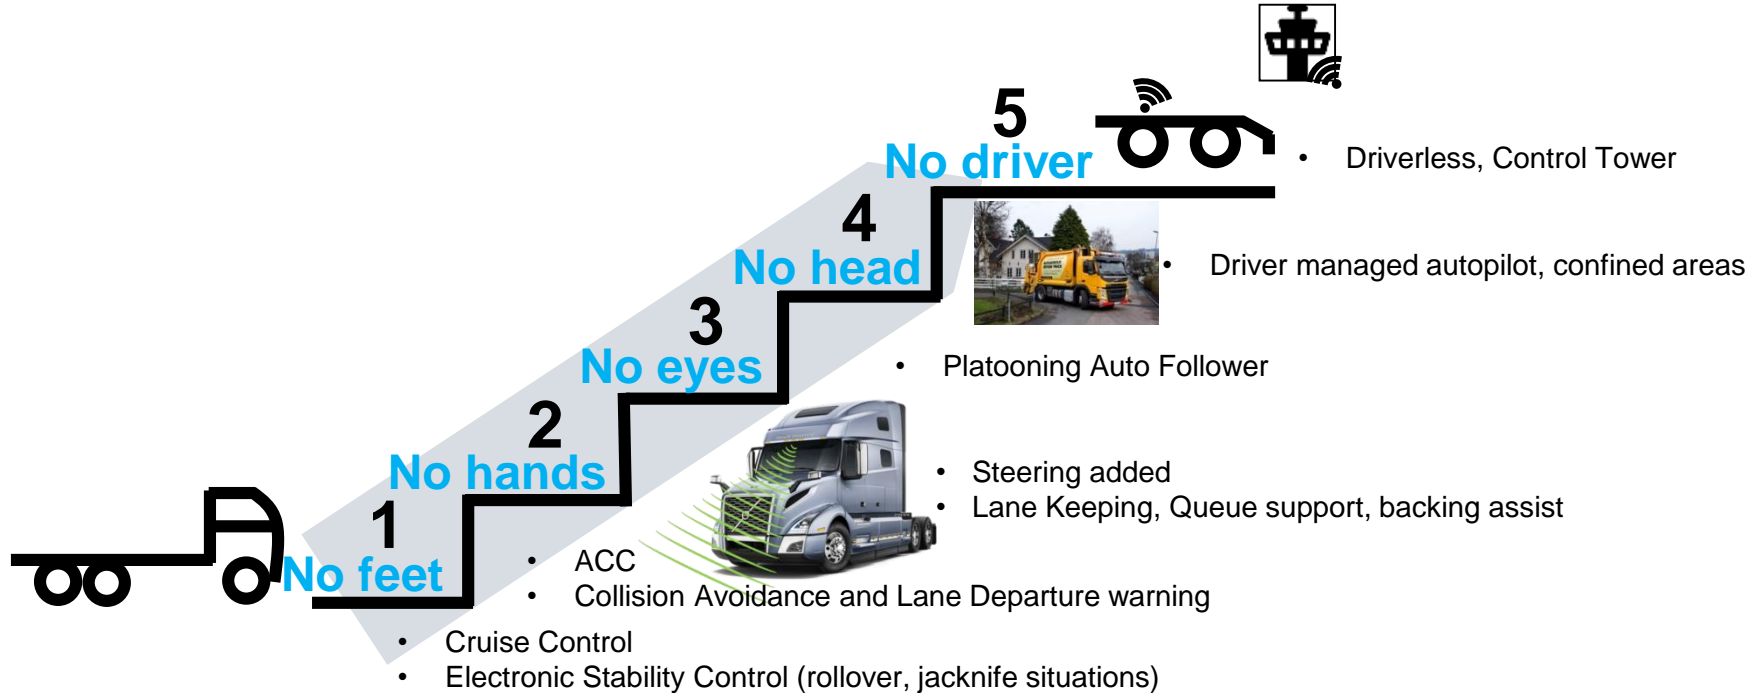 5
No driver
• Driverless, Control Tower
4
No head
• Driver managed autopilot, confined areas
3
No eyes
• Platooning Auto Follower
2
No hands
• Steering added
• Lane Keeping, Queue support, backing assist
1
No feet
• ACC
• Collision Avoidance and Lane Departure warning
• Cruise Control
• Electronic Stability Control (rollover, jacknife situations)